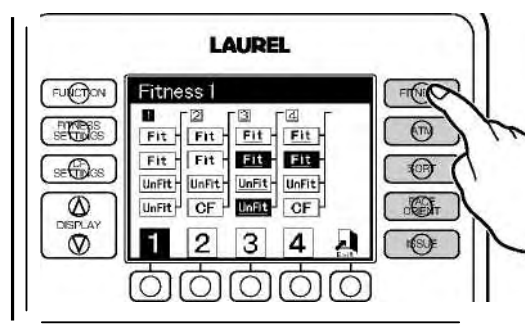 LAUREL
FUNCTION
FITNESS
SETTINGS
CF
SETTINGS
DISPLAY
Fitness 1
1 2 3 4
Fit Fit Fit Fit
Fit Fit Fit Fit
UnFit UnFit UnFit UnFit
UnFit CF UnFit CF
1 2 3 4
Exit
FITNESS
ATM
SORT
FACE
ORIENT
ISSUE